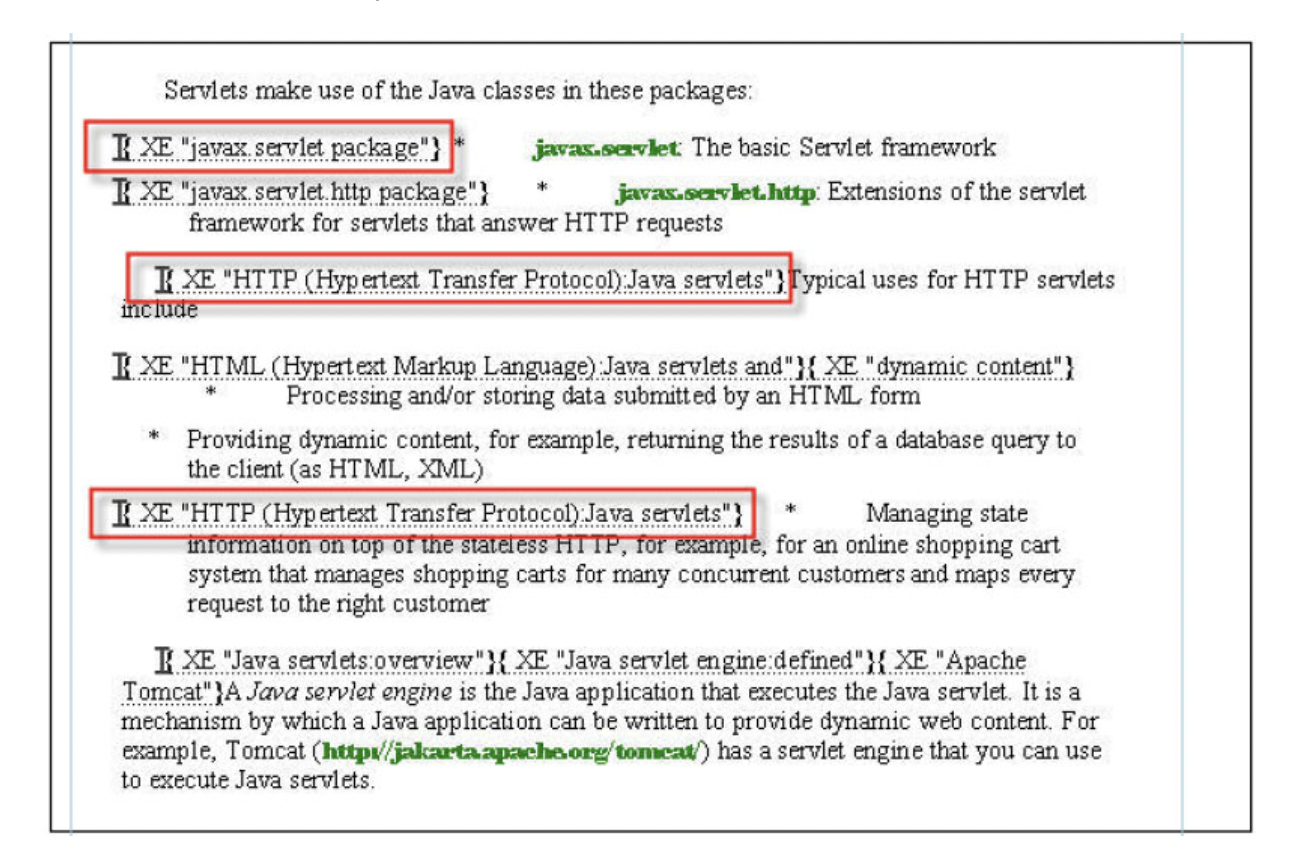 Servlets make use of the Java classes in these packages:
{ XE "javax.servlet package"} * javax.servlet: The basic Servlet framework
{ XE "javax.servlet.http package"} * javax.servlet.http: Extensions of the servlet
framework for servlets that answer HTTP requests
{ XE "HTTP (Hypertext Transfer Protocol):Java servlets"}Typical uses for HTTP servlets
include
{ XE "HTML (Hypertext Markup Language):Java servlets and"}{ XE "dynamic content"}
* Processing and/or storing data submitted by an HTML form
* Providing dynamic content, for example, returning the results of a database query to
the client (as HTML, XML)
{ XE "HTTP (Hypertext Transfer Protocol):Java servlets"} * Managing state
information on top of the stateless HTTP, for example, for an online shopping cart
system that manages shopping carts for many concurrent customers and maps every
request to the right customer
{ XE "Java servlets:overview"}{ XE "Java servlet engine:defined"}{ XE "Apache
Tomcat"}A Java servlet engine is the Java application that executes the Java servlet. It is a
mechanism by which a Java application can be written to provide dynamic web content. For
example, Tomcat (http://jakarta.apache.org/tomcat/) has a servlet engine that you can use
to execute Java servlets.